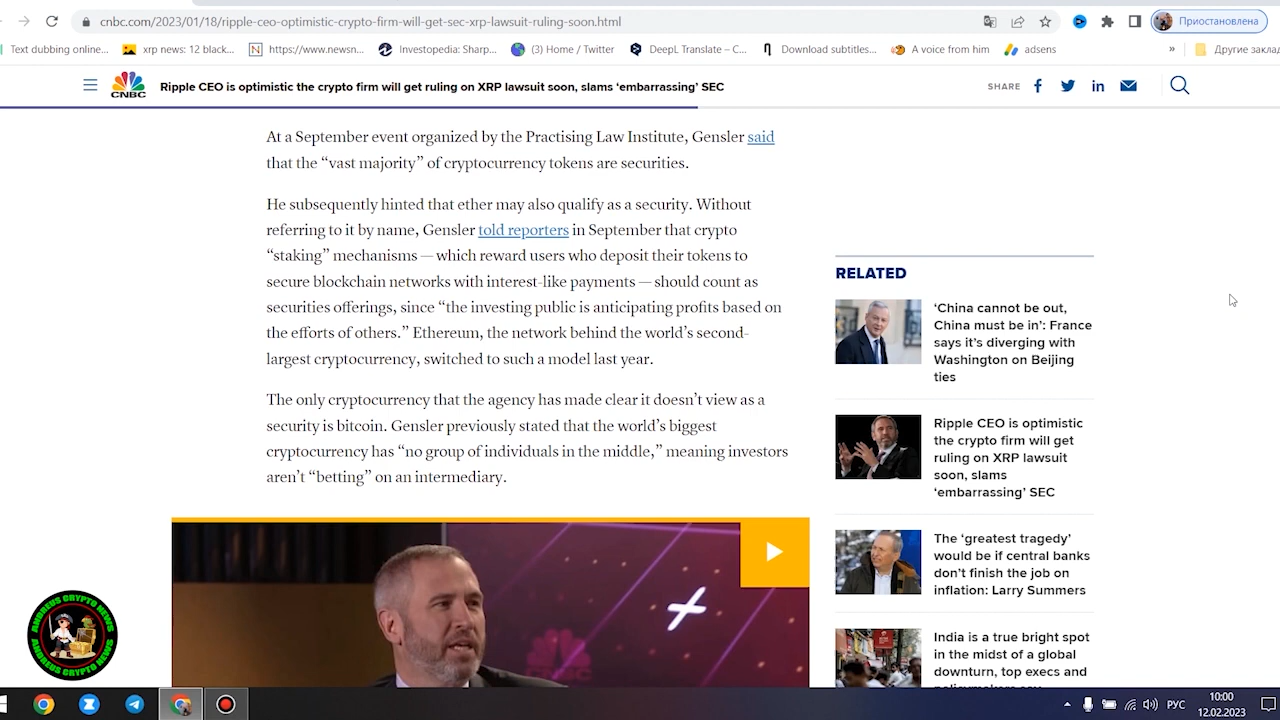 cnbc.com/2023/01/18/ripple-ceo-optimistic-crypto-firm-will-get-sec-xrp-lawsuit-ruling-soon.html
Приостановлена
Text dubbing online...
xrp news: 12 black...
https://www.newsn...
Investopedia: Sharp...
(3) Home / Twitter
DeepL Translate – C...
Download subtitles...
A voice from him
adsens
»
Другие закла
CNBC
Ripple CEO is optimistic the crypto firm will get ruling on XRP lawsuit soon, slams ‘embarrassing’ SEC
SHARE
At a September event organized by the Practising Law Institute, Gensler said
that the “vast majority” of cryptocurrency tokens are securities.
He subsequently hinted that ether may also qualify as a security. Without
referring to it by name, Gensler told reporters in September that crypto
“staking” mechanisms — which reward users who deposit their tokens to
secure blockchain networks with interest-like payments — should count as
securities offerings, since “the investing public is anticipating profits based on
the efforts of others.” Ethereum, the network behind the world’s second-
largest cryptocurrency, switched to such a model last year.
The only cryptocurrency that the agency has made clear it doesn’t view as a
security is bitcoin. Gensler previously stated that the world’s biggest
cryptocurrency has “no group of individuals in the middle,” meaning investors
aren’t “betting” on an intermediary.
RELATED
‘China cannot be out,
China must be in’: France
says it’s diverging with
Washington on Beijing
ties
Ripple CEO is optimistic
the crypto firm will get
ruling on XRP lawsuit
soon, slams
‘embarrassing’ SEC
The ‘greatest tragedy’
would be if central banks
don’t finish the job on
inflation: Larry Summers
India is a true bright spot
in the midst of a global
downturn, top execs and
policymakers say
ANDREUS CRYPTO NEWS
ANDREUS CRYPTO NEWS
РУС
10:00
12.02.2023